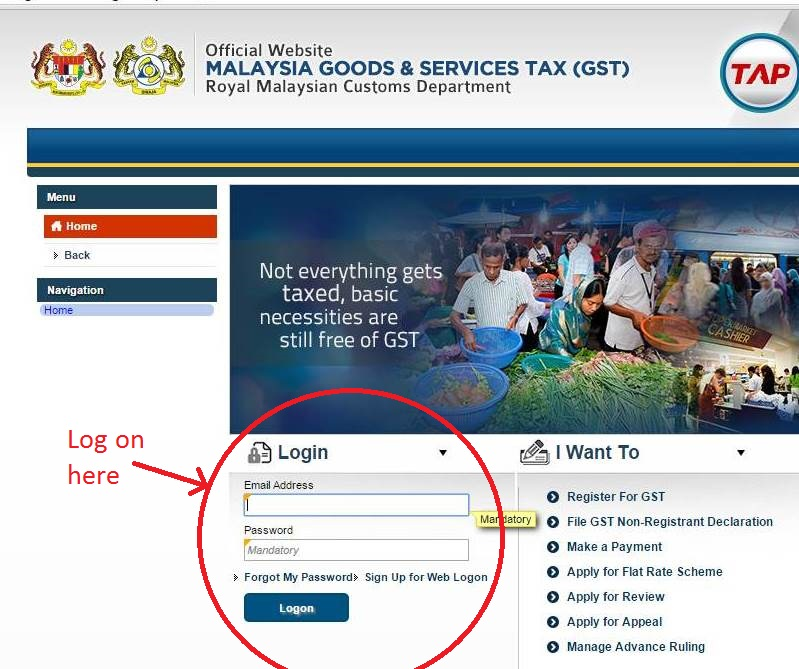 Official Website
MALAYSIA GOODS & SERVICES TAX (GST)
Royal Malaysian Customs Department
TAP
Menu
Home
Back
Navigation
Home
Not everything gets
taxed, basic
necessities are
still free of GST
CASHIER
Log on
here
Login
Email Address
Mandatory
Password
Mandatory
Forgot My Password
Sign Up for Web Logon
Logon
I Want To
Register For GST
File GST Non-Registrant Declaration
Make a Payment
Apply for Flat Rate Scheme
Apply for Review
Apply for Appeal
Manage Advance Ruling